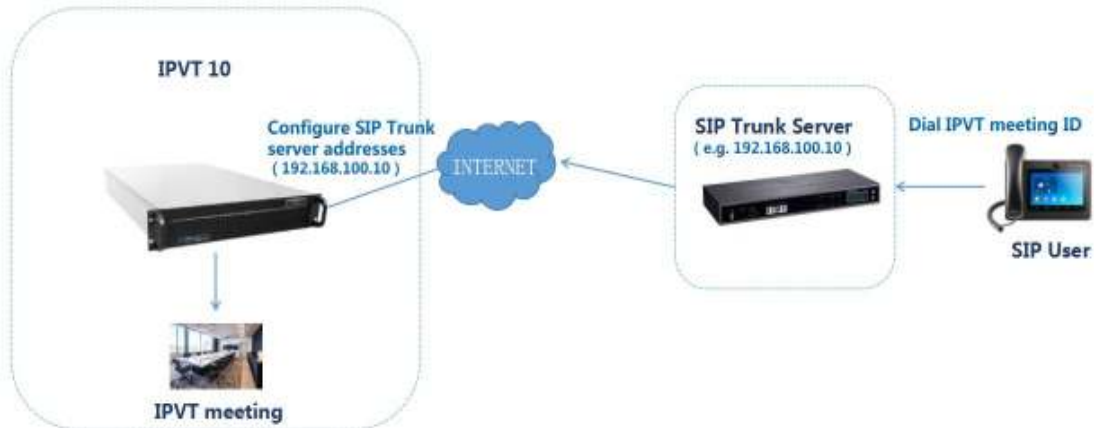 IPVT 10
Configure SIP Trunk
server addresses
( 192.168.100.10 )
INTERNET
SIP Trunk Server
( e.g. 192.168.100.10 )
Dial IPVT meeting ID
SIP User
IPVT meeting